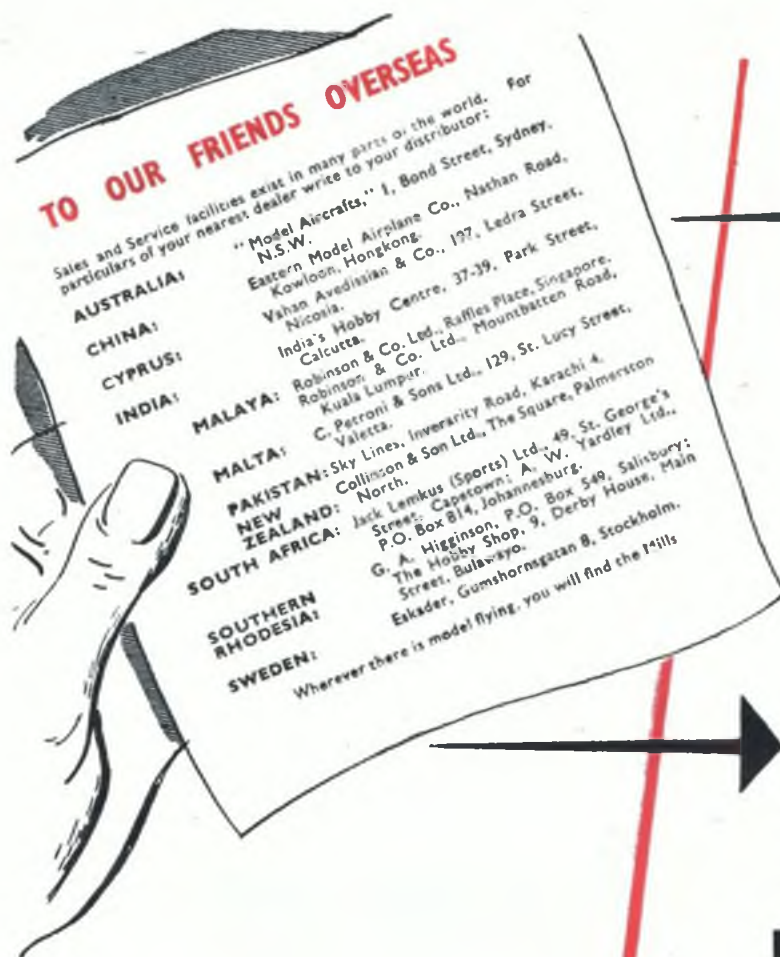 TO OUR FRIENDS OVERSEAS
Sales and Service facilities exist in many parts of the world. For
particulars of your nearest dealer write to your distributor:
AUSTRALIA: "Model Aircrafts," 1, Bond Street, Sydney,
N.S.W.
CHINA: Eastern Model Airplane Co., Nathan Road,
Kowloon, Hongkong.
CYPRUS: Vahan Avedissian & Co., 197, Ledra Street,
Nicosia.
INDIA: India's Hobby Centre, 37-39, Park Street,
Calcutta.
MALAYA: Robinson & Co. Ltd., Raffles Place, Singapore.
Robinson & Co. Ltd., Mountbatten Road,
Kuala Lumpur.
MALTA: C. Petroni & Sons Ltd., 129, St. Lucy Street,
Valetta.
PAKISTAN: Sky Lines, Inverarity Road, Karachi 4.
NEW Collinson & Son Ltd., The Square, Palmerston
ZEALAND: North.
SOUTH AFRICA: Jack Lemkus (Sports) Ltd., 49, St. George's
Street, Capetown; A. W. Yardley Ltd.,
P.O. Box 814, Johannesburg.
SOUTHERN G. A. Higginson, P.O. Box 549, Salisbury;
RHODESIA: The Hobby Shop, 9, Derby House, Main
Street, Bulawayo.
SWEDEN: Eskader, Gumshornsgatan 8, Stockholm.
Wherever there is model flying, you will find the Mills